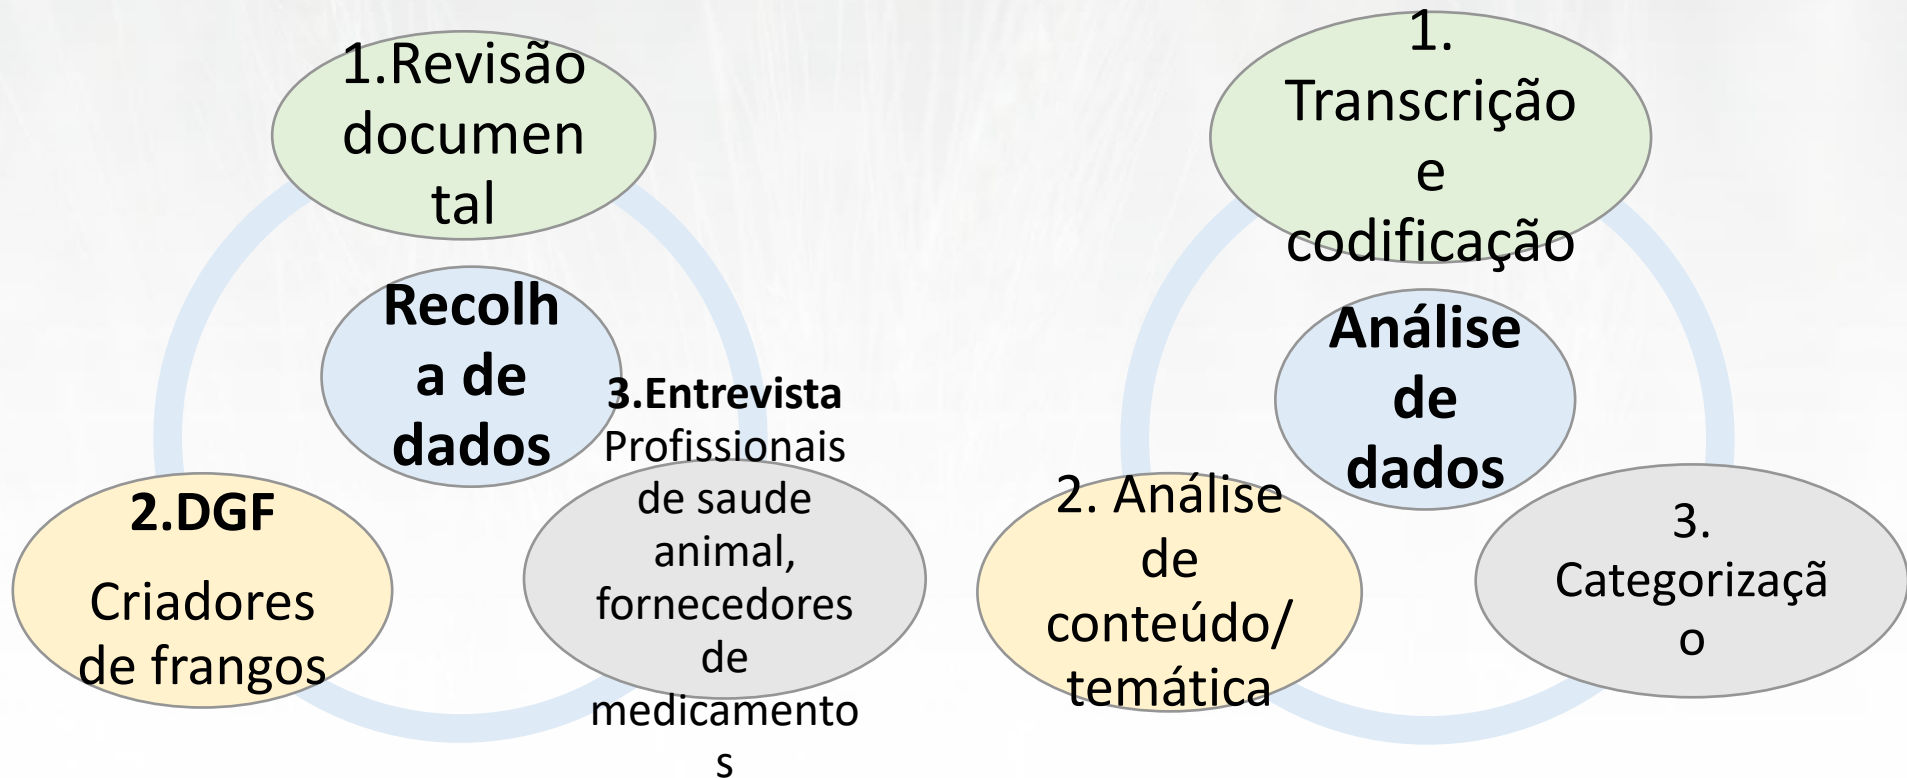 1.Revisão
documen
tal
Recolh
a de
dados
2.DGF
Criadores
de frangos
3.Entrevista
Profissionais
de saude
animal,
fornecedores
de
medicamento
s
1.
Transcrição
e
codificação
Análise
de
dados
2. Análise
de
conteúdo/
temática
3.
Categorizaçã
o